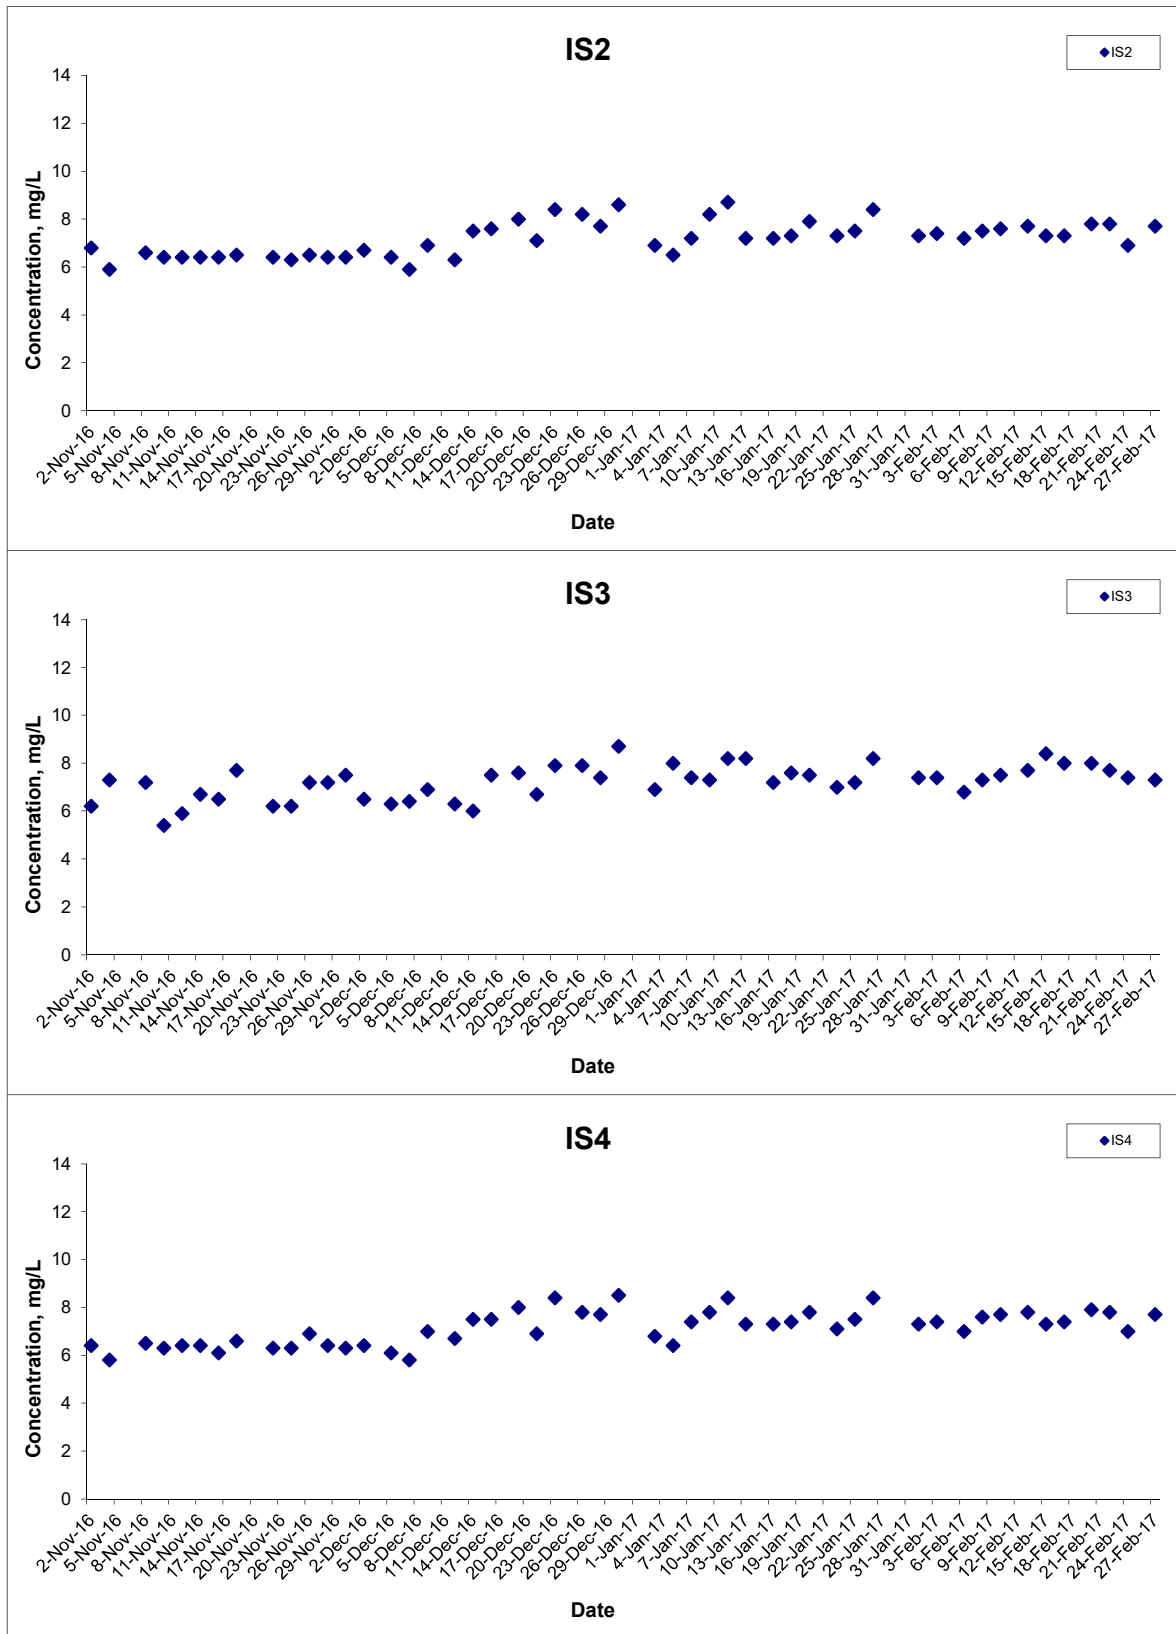 IS2
IS2
14
12
10
8
6
4
2
0
Concentration, mg/L
2-Nov-16
5-Nov-16
8-Nov-16
11-Nov-16
14-Nov-16
17-Nov-16
20-Nov-16
23-Nov-16
26-Nov-16
29-Nov-16
2-Dec-16
5-Dec-16
8-Dec-16
11-Dec-16
14-Dec-16
17-Dec-16
20-Dec-16
23-Dec-16
26-Dec-16
29-Dec-16
1-Jan-17
4-Jan-17
7-Jan-17
10-Jan-17
13-Jan-17
16-Jan-17
19-Jan-17
22-Jan-17
25-Jan-17
28-Jan-17
31-Jan-17
3-Feb-17
6-Feb-17
9-Feb-17
12-Feb-17
15-Feb-17
18-Feb-17
21-Feb-17
24-Feb-17
27-Feb-17
Date
IS3
IS3
14
12
10
8
6
4
2
0
Concentration, mg/L
2-Nov-16
5-Nov-16
8-Nov-16
11-Nov-16
14-Nov-16
17-Nov-16
20-Nov-16
23-Nov-16
26-Nov-16
29-Nov-16
2-Dec-16
5-Dec-16
8-Dec-16
11-Dec-16
14-Dec-16
17-Dec-16
20-Dec-16
23-Dec-16
26-Dec-16
29-Dec-16
1-Jan-17
4-Jan-17
7-Jan-17
10-Jan-17
13-Jan-17
16-Jan-17
19-Jan-17
22-Jan-17
25-Jan-17
28-Jan-17
31-Jan-17
3-Feb-17
6-Feb-17
9-Feb-17
12-Feb-17
15-Feb-17
18-Feb-17
21-Feb-17
24-Feb-17
27-Feb-17
Date
IS4
IS4
14
12
10
8
6
4
2
0
Concentration, mg/L
2-Nov-16
5-Nov-16
8-Nov-16
11-Nov-16
14-Nov-16
17-Nov-16
20-Nov-16
23-Nov-16
26-Nov-16
29-Nov-16
2-Dec-16
5-Dec-16
8-Dec-16
11-Dec-16
14-Dec-16
17-Dec-16
20-Dec-16
23-Dec-16
26-Dec-16
29-Dec-16
1-Jan-17
4-Jan-17
7-Jan-17
10-Jan-17
13-Jan-17
16-Jan-17
19-Jan-17
22-Jan-17
25-Jan-17
28-Jan-17
31-Jan-17
3-Feb-17
6-Feb-17
9-Feb-17
12-Feb-17
15-Feb-17
18-Feb-17
21-Feb-17
24-Feb-17
27-Feb-17
Date